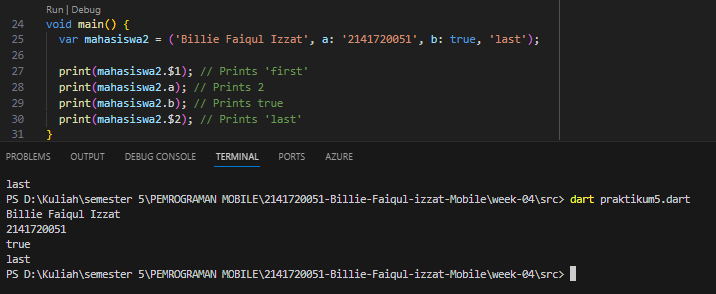 Run | Debug
24 void main() {
25 var mahasiswa2 = ('Billie Faiqul Izzat', a: '2141720051', b: true, 'last');
26
27 print(mahasiswa2.$1); // Prints 'first'
28 print(mahasiswa2.a); // Prints 2
29 print(mahasiswa2.b); // Prints true
30 print(mahasiswa2.$2); // Prints 'last'
31 }
PROBLEMS OUTPUT DEBUG CONSOLE TERMINAL PORTS AZURE
last
PS D:\Kuliah\semester 5\PEMROGRAMAN MOBILE\2141720051-Billie-Faiqul-izzat-Mobile\week-04\src> dart praktikum5.dart
Billie Faiqul Izzat
2141720051
true
last
PS D:\Kuliah\semester 5\PEMROGRAMAN MOBILE\2141720051-Billie-Faiqul-izzat-Mobile\week-04\src>